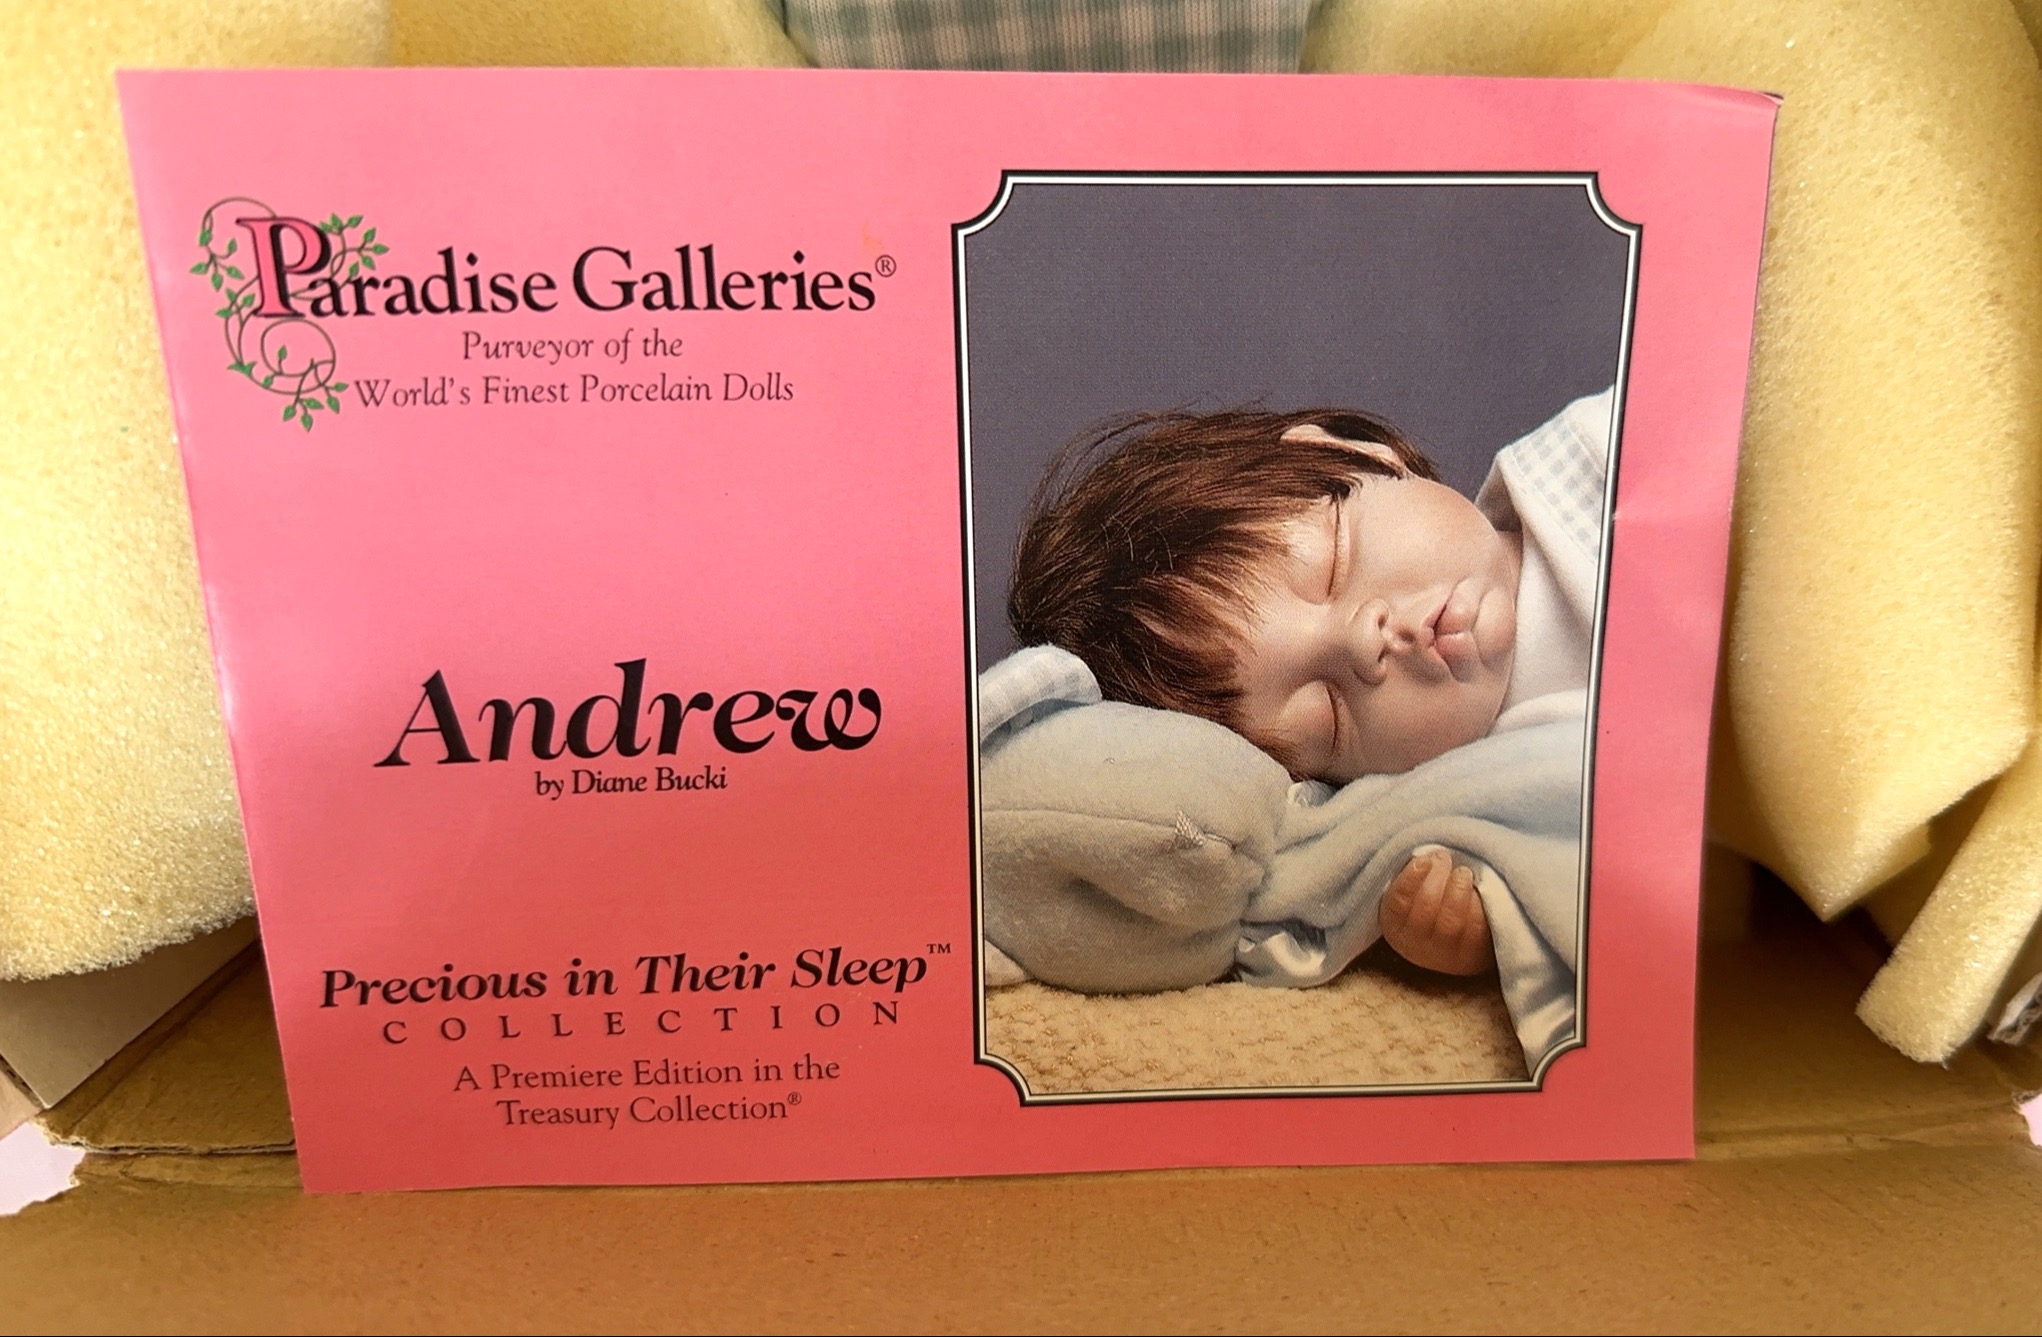 Paradise Galleries®
Purveyor of the
World's Finest Porcelain Dolls
Andrew
by Diane Bucki
Precious in Their Sleep™
COLLECTION
A Premiere Edition in the
Treasury Collection®